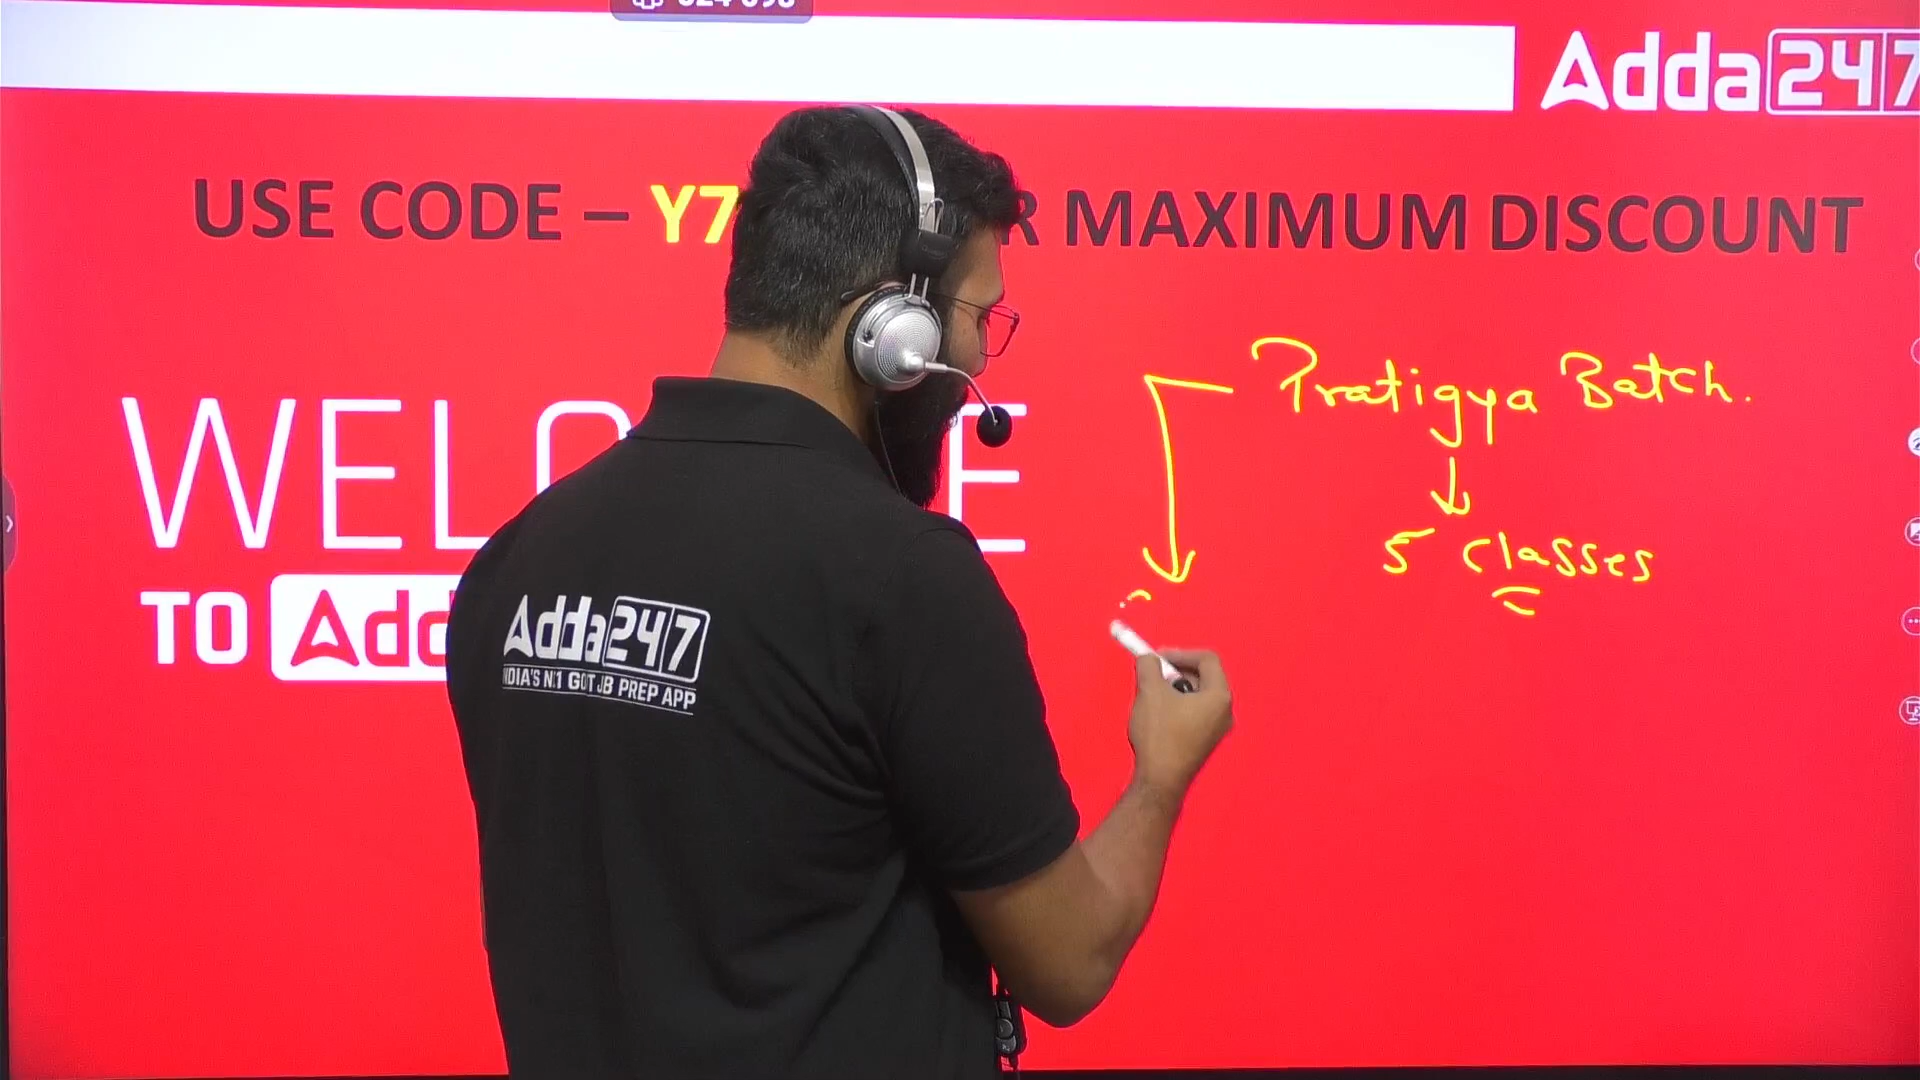 Adda247
USE CODE – Y7 R MAXIMUM DISCOUNT
Pratigya Batch.
5 Classes
WELCOME
TO Add
Adda247
INDIA'S NO.1 GOVT JOB PREP APP